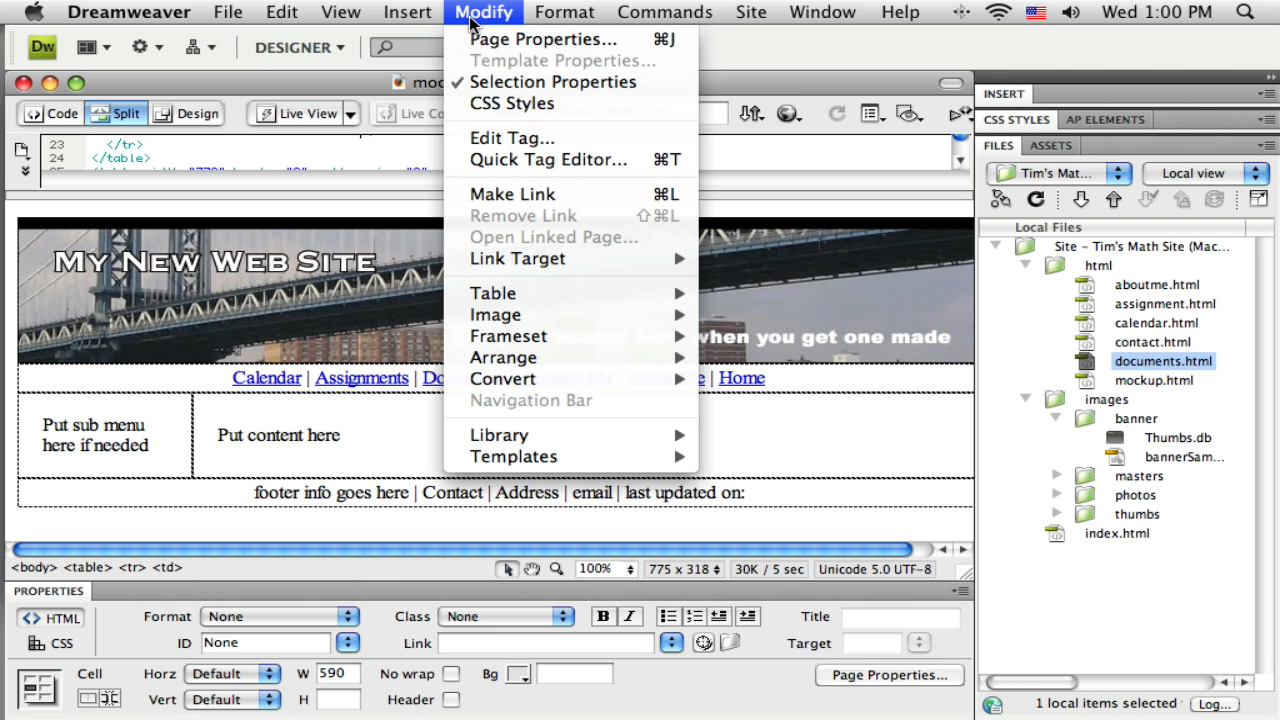 Dreamweaver File Edit View Insert Modify Format Commands Site Window Help Wed 1:00 PM
Dw DESIGNER
Page Properties... ⌘J
Template Properties...
✓ Selection Properties
CSS Styles
Edit Tag...
Quick Tag Editor... ⌘T
Make Link ⌘L
Remove Link ⇧⌘L
Open Linked Page...
Link Target
Table
Image
Frameset
Arrange
Convert
Navigation Bar
Library
Templates
Code Split Design Live View Live
23 </tr>
24 </table>
MY NEW WEB SITE
when you get one made
Calendar | Assignments | | Home
Put sub menu
here if needed
Put content here
footer info goes here | Contact | Address | email | last updated on:
<body> <table> <tr> <td> 100% 775 x 318 30K / 5 sec Unicode 5.0 UTF-8
PROPERTIES
<> HTML Format None Class None B I Title
CSS ID None Link Target
Cell Horz Default W 590 No wrap Bg Page Properties...
Vert Default H Header
INSERT
CSS STYLES AP ELEMENTS
FILES ASSETS
Tim's Mat... Local view
Local Files
Site – Tim's Math Site (Mac...
html
aboutme.html
assignment.html
calendar.html
contact.html
documents.html
mockup.html
images
banner
Thumbs.db
bannerSam...
masters
photos
thumbs
index.html
1 local items selected Log...